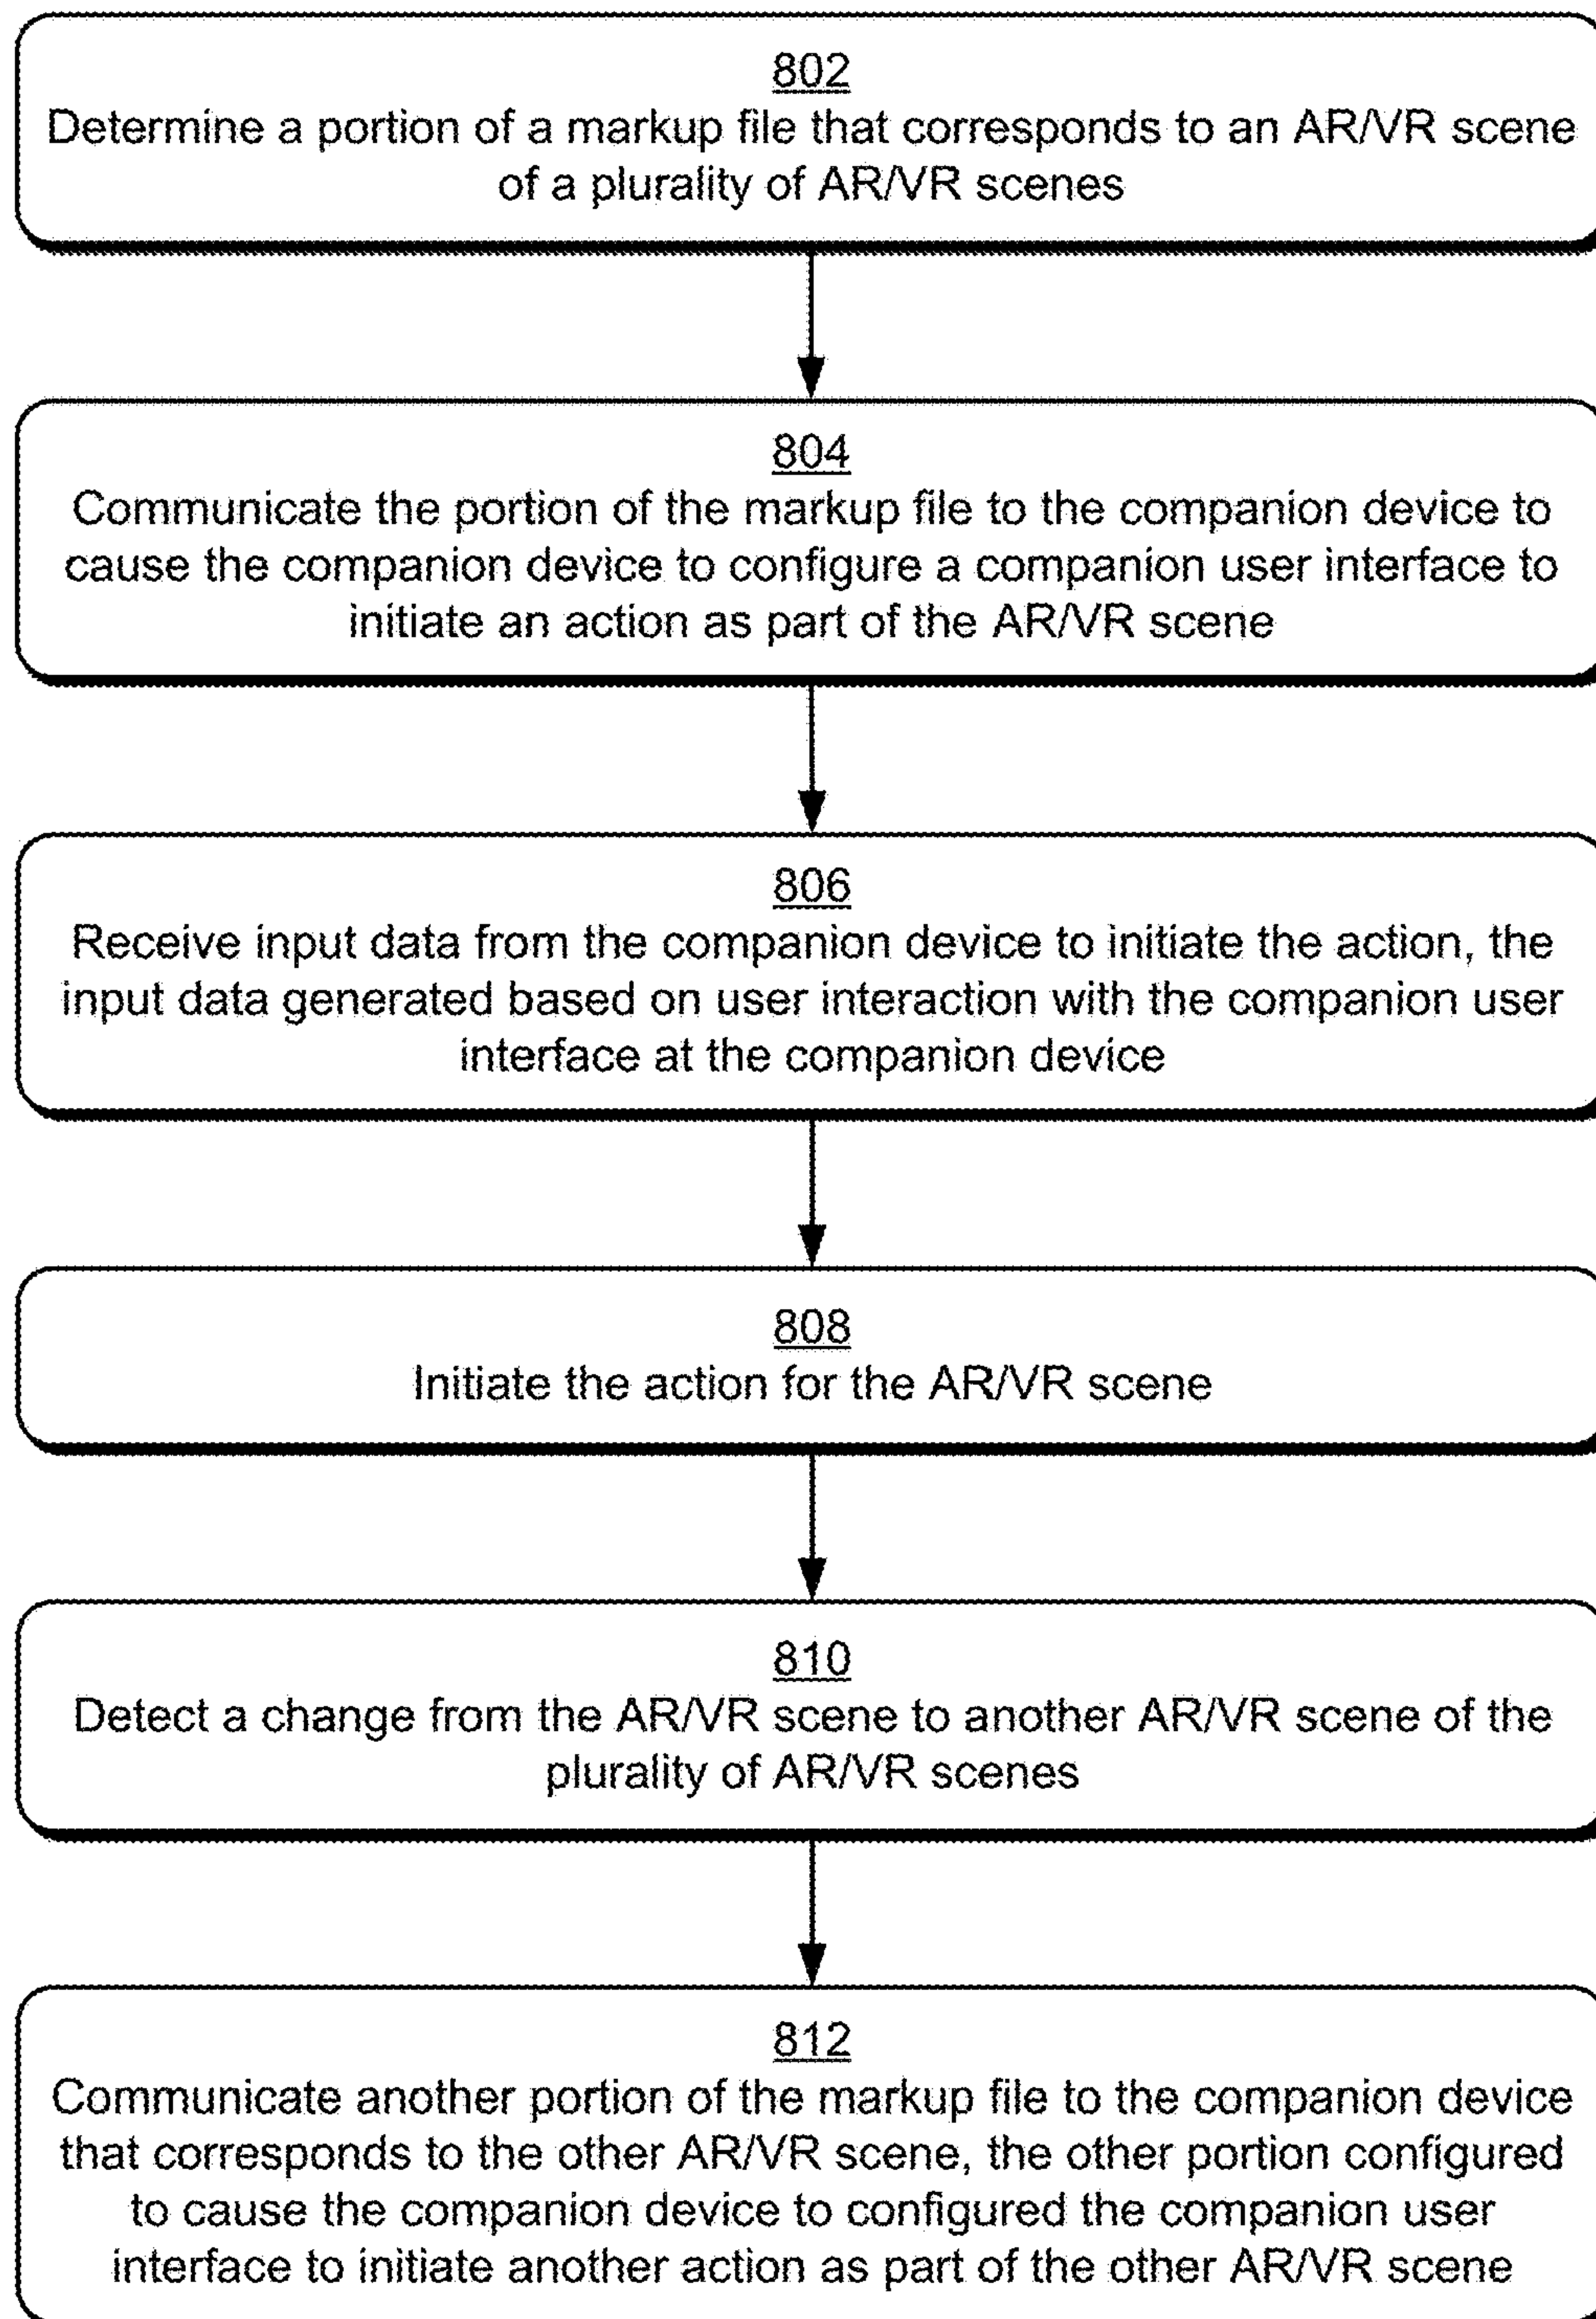 802
Determine a portion of a markup file that corresponds to an AR/VR scene
of a plurality of AR/VR scenes
804
Communicate the portion of the markup file to the companion device to
cause the companion device to configure a companion user interface to
initiate an action as part of the AR/VR scene
806
Receive input data from the companion device to initiate the action, the
input data generated based on user interaction with the companion user
interface at the companion device
808
Initiate the action for the AR/VR scene
810
Detect a change from the AR/VR scene to another AR/VR scene of the
plurality of AR/VR scenes
812
Communicate another portion of the markup file to the companion device
that corresponds to the other AR/VR scene, the other portion configured
to cause the companion device to configured the companion user
interface to initiate another action as part of the other AR/VR scene